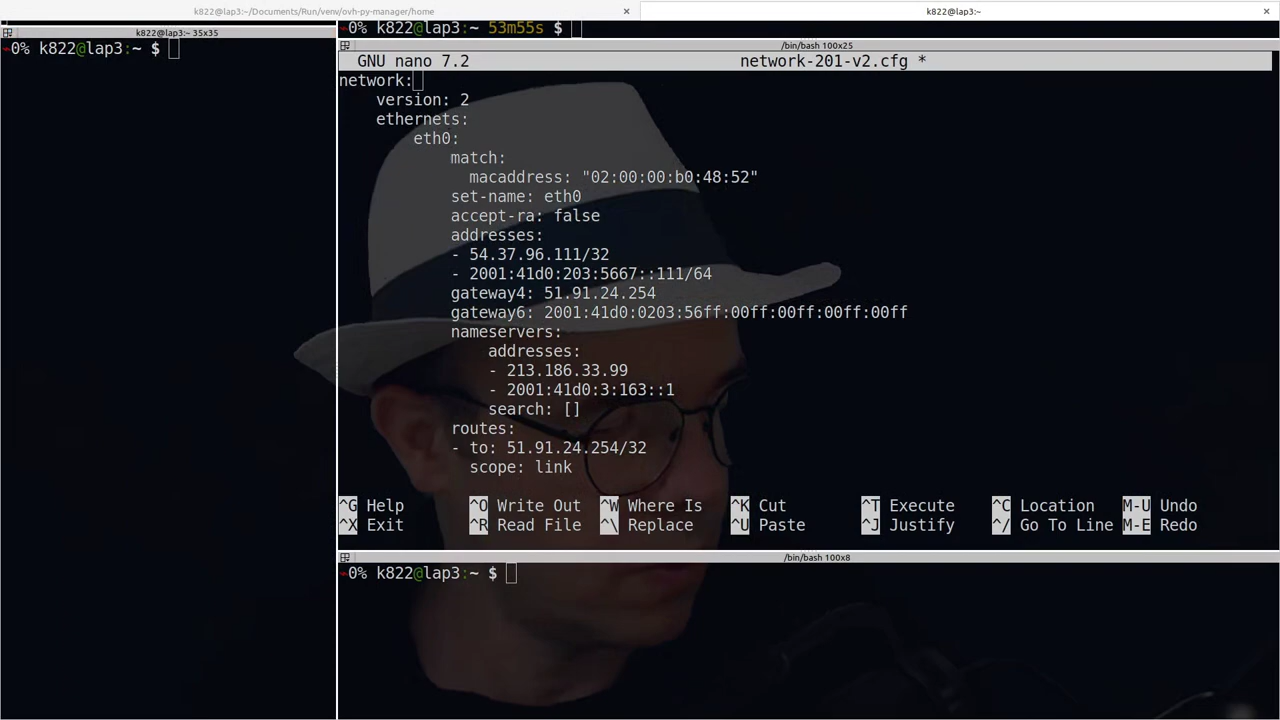 k822@lap3:~/Documents/Run/venv/ovh-py-manager/home
k822@lap3:~
k822@lap3:~ 35x35
0% k822@lap3:~ $
0% k822@lap3:~ 53m55s $
/bin/bash 100x25
GNU nano 7.2 network-201-v2.cfg *
network:
version: 2
ethernets:
eth0:
match:
macaddress: "02:00:00:b0:48:52"
set-name: eth0
accept-ra: false
addresses:
- 54.37.96.111/32
- 2001:41d0:203:5667::111/64
gateway4: 51.91.24.254
gateway6: 2001:41d0:0203:56ff:00ff:00ff:00ff:00ff
nameservers:
addresses:
- 213.186.33.99
- 2001:41d0:3:163::1
search: []
routes:
- to: 51.91.24.254/32
scope: link
^G Help ^O Write Out ^W Where Is ^K Cut ^T Execute ^C Location M-U Undo
^X Exit ^R Read File ^\ Replace ^U Paste ^J Justify ^/ Go To Line M-E Redo
/bin/bash 100x8
0% k822@lap3:~ $